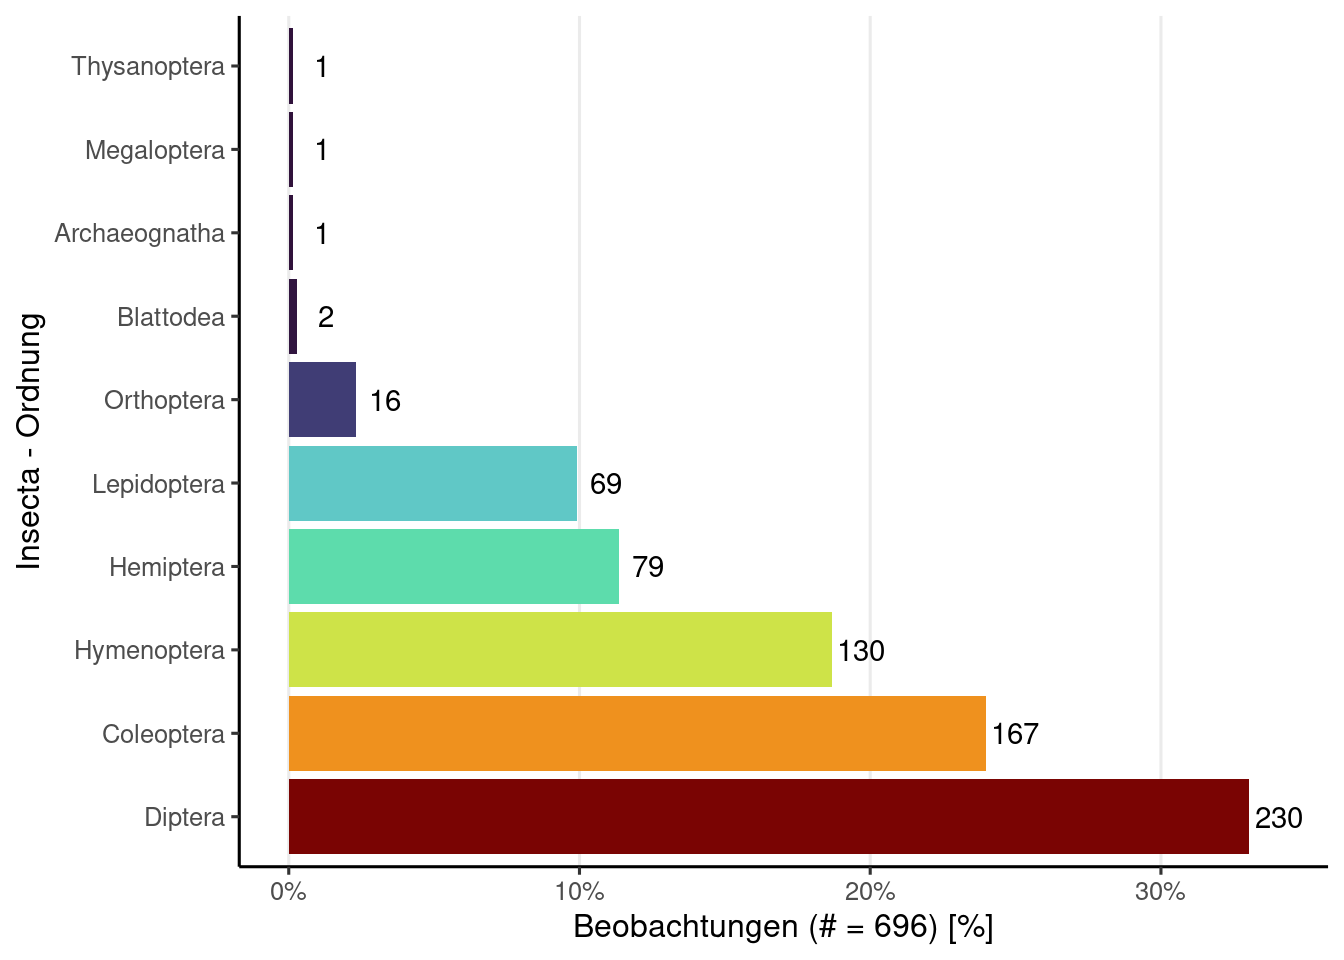 Insecta - Ordnung
Thysanoptera 1
Megaloptera 1
Archaeognatha 1
Blattodea 2
Orthoptera 16
Lepidoptera 69
Hemiptera 79
Hymenoptera 130
Coleoptera 167
Diptera 230
0% 10% 20% 30%
Beobachtungen (# = 696) [%]